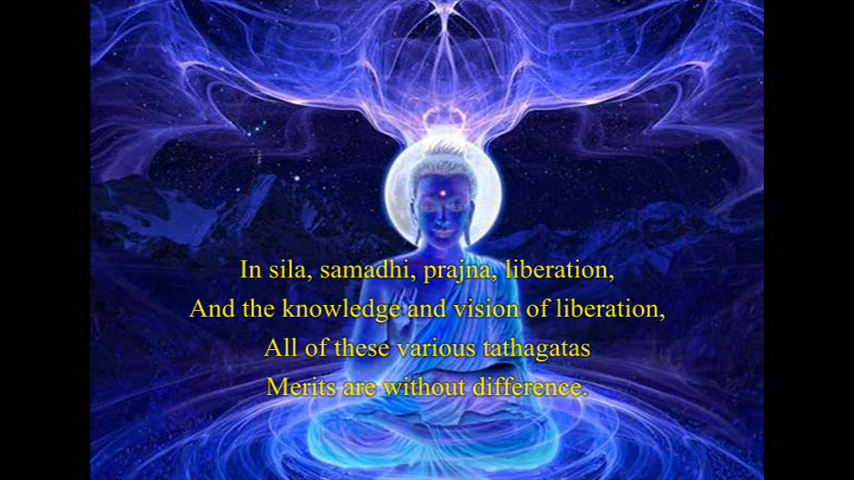 In sila, samadhi, prajna, liberation,
And the knowledge and vision of liberation,
All of these various tathagatas
Merits are without difference.